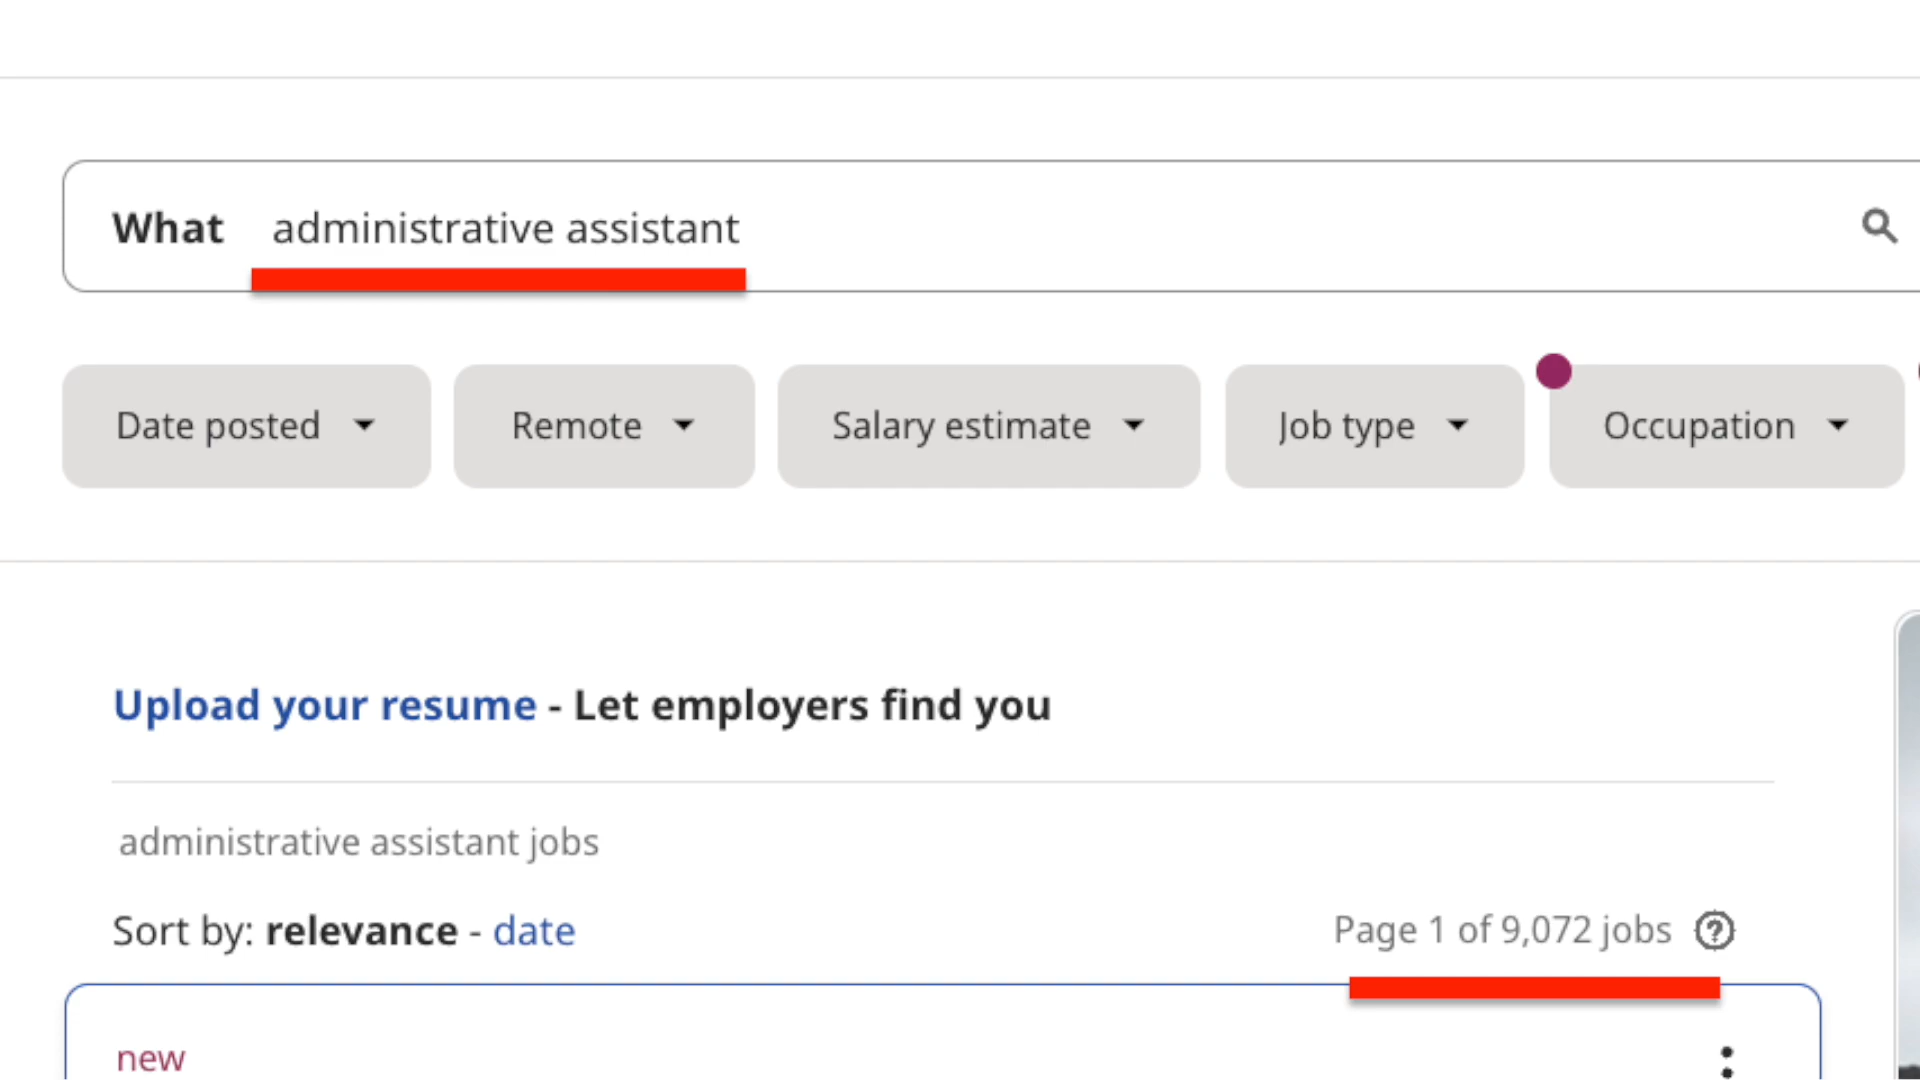 What administrative assistant
Date posted Remote Salary estimate Job type Occupation
Upload your resume - Let employers find you
administrative assistant jobs
Sort by: relevance - date Page 1 of 9,072 jobs
new